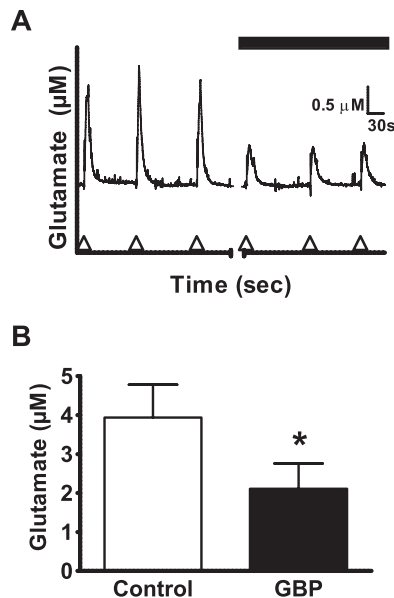 A
Glutamate (µM)
0.5 µM
30s
Time (sec)
B
Glutamate (µM)
5
4
3
2
1
0
*
Control GBP